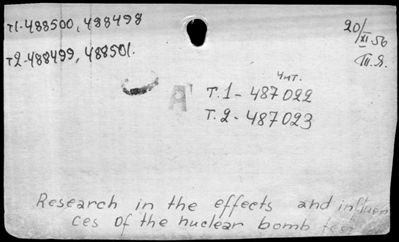 т1-488500, 488498
т2-488499, 488501.
20/XI-56
А
чит.
Т.1 - 487022
Т.2 - 487023
Research in the effects and influen
ces of the nuclear bomb test